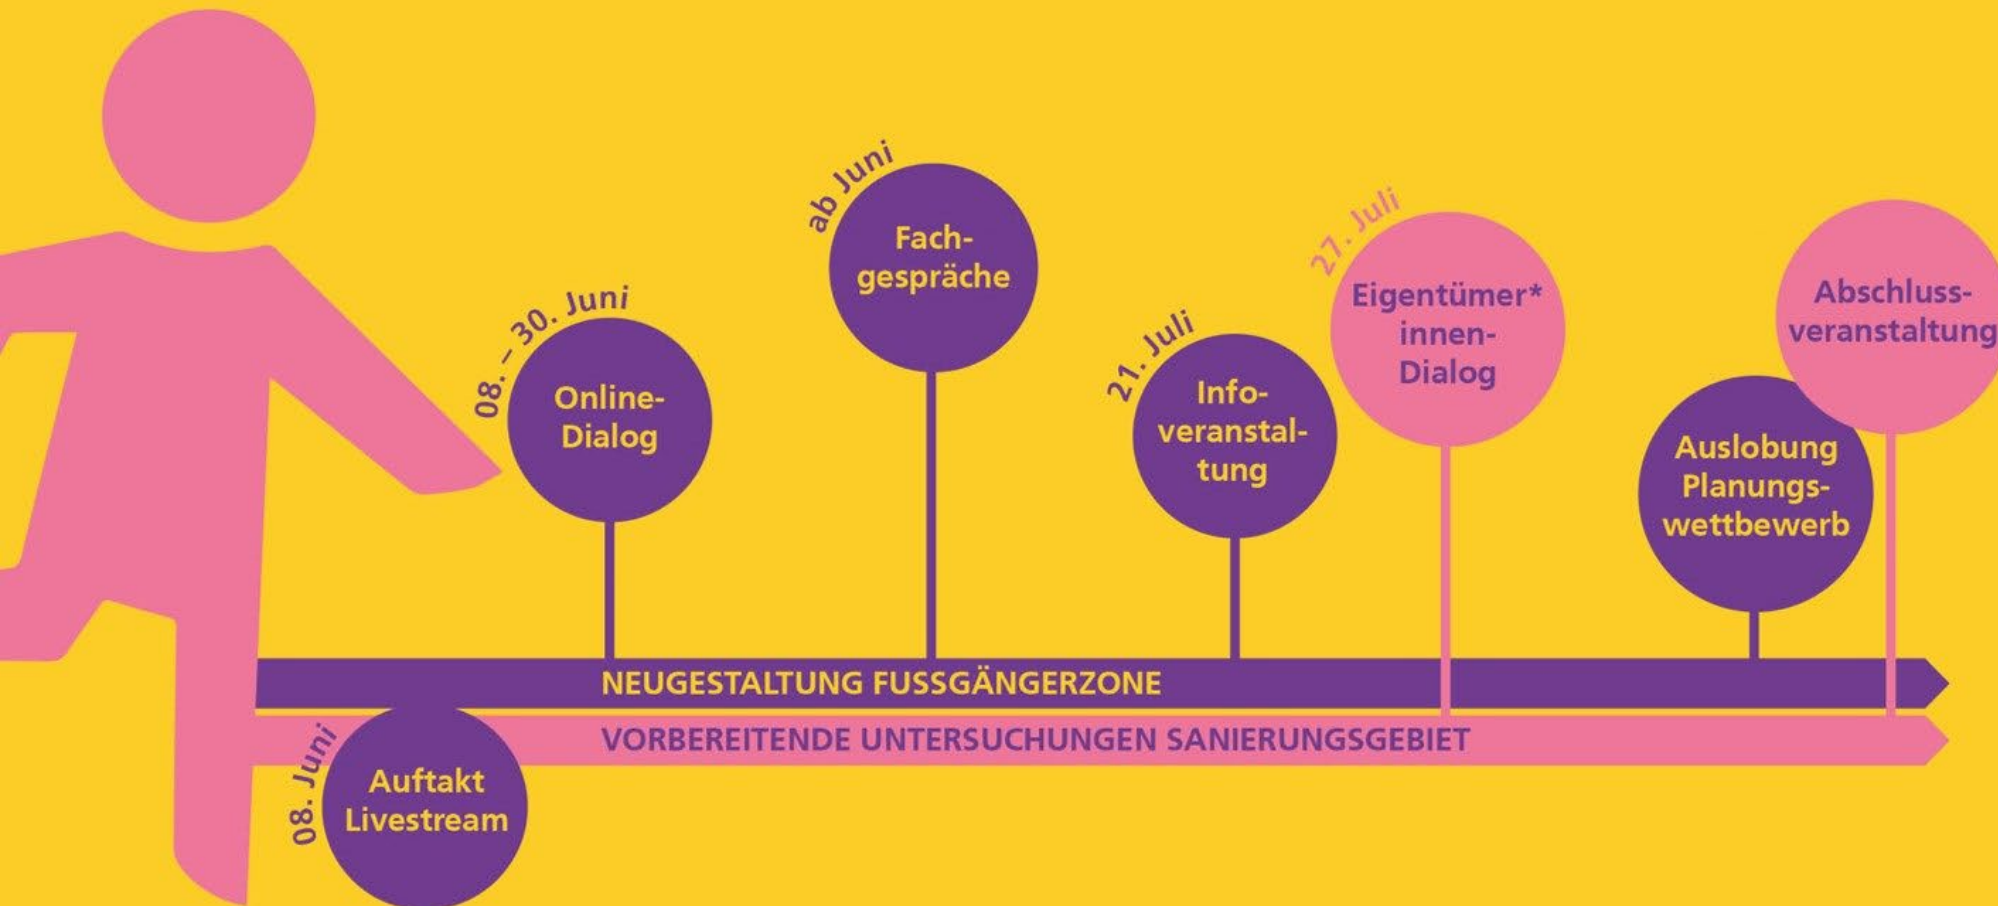 08. – 30. Juni
Online-
Dialog
ab Juni
Fach-
gespräche
21. Juli
Info-
veranstal-
tung
27. Juli
Eigentümer*
innen-
Dialog
Auslobung
Planungs-
wettbewerb
Abschluss-
veranstaltung
NEUGESTALTUNG FUSSGÄNGERZONE
VORBEREITENDE UNTERSUCHUNGEN SANIERUNGSGEBIET
08. Juni
Auftakt
Livestream